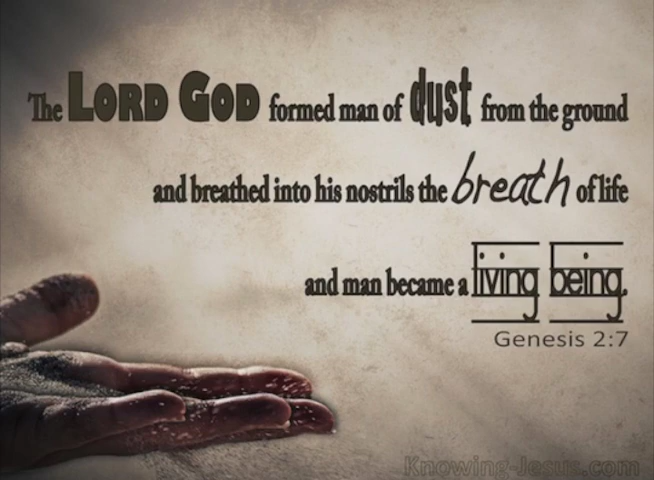 The LORD GOD formed man of dust from the ground
and breathed into his nostrils the breath of life
and man became a living being.
Genesis 2:7
Knowing-Jesus.com